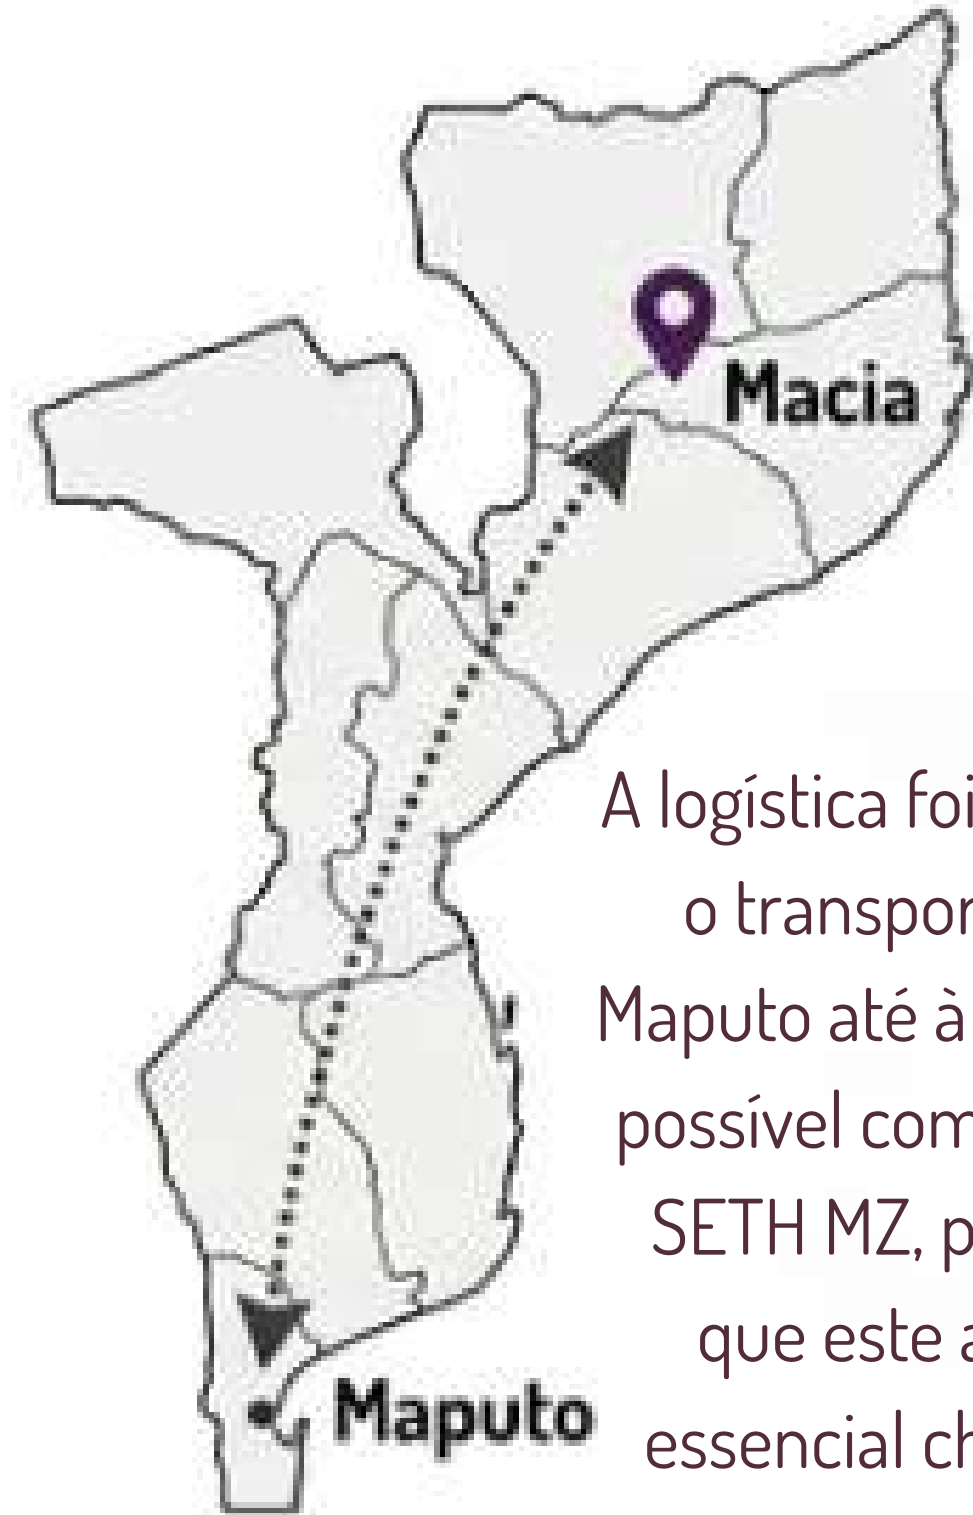 Macia
A logística foi
o transpor
Maputo até à
possível com
SETH MZ, p
que este a
essencial ch
Maputo